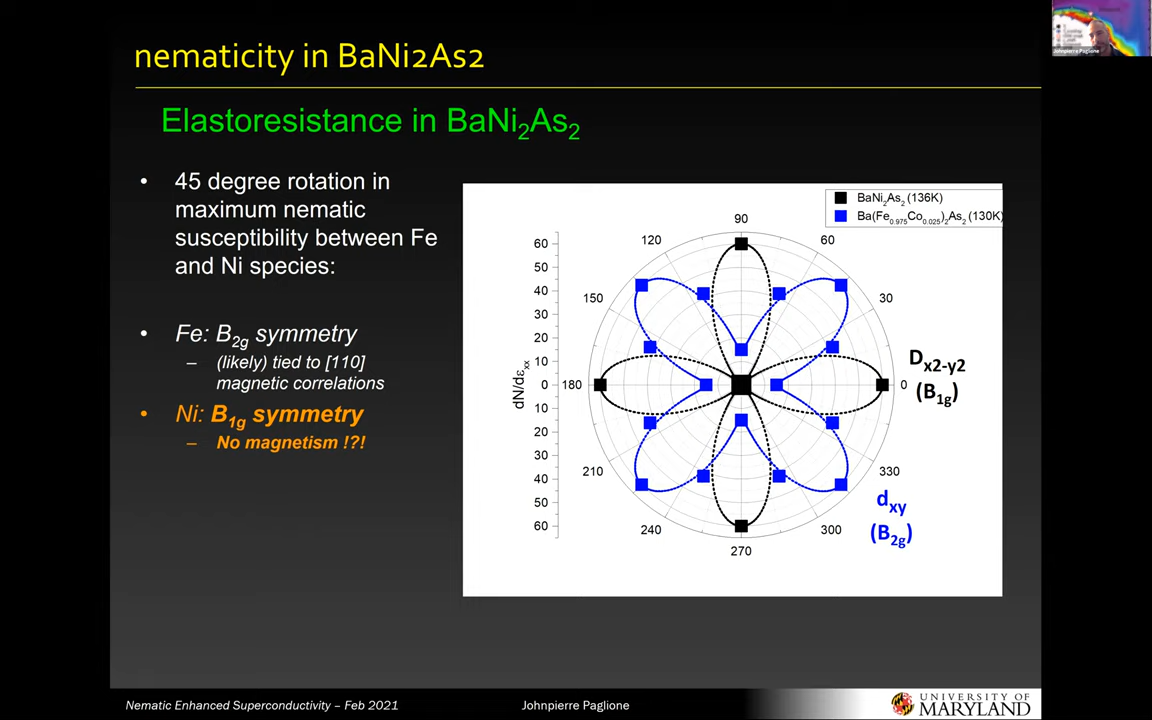 nematicity in BaNi2As2
Elastoresistance in BaNi2As2
• 45 degree rotation in
maximum nematic
susceptibility between Fe
and Ni species:
• Fe: B2g symmetry
– (likely) tied to [110]
magnetic correlations
• Ni: B1g symmetry
– No magnetism !?!
BaNi2As2 (136K)
Ba(Fe0.975Co0.025)2As2 (130K)
90
120
60
150
30
180
0
210
330
240
300
270
60
50
40
30
20
10
0
10
20
30
40
50
60
dN/dεxx
Dx2-y2
(B1g)
dxy
(B2g)
Nematic Enhanced Superconductivity – Feb 2021
Johnpierre Paglione
UNIVERSITY OF
MARYLAND
Johnpierre Paglione